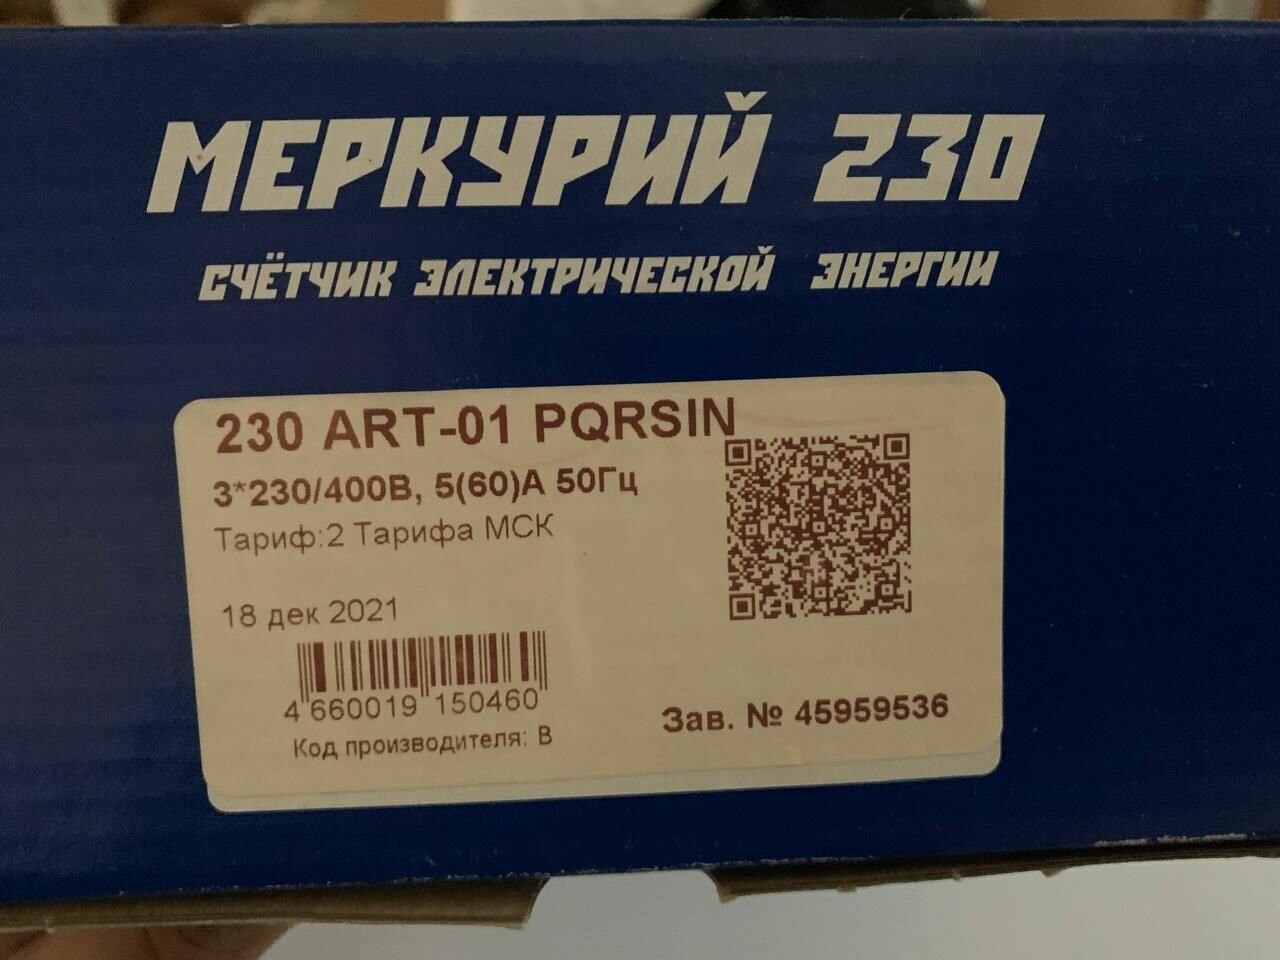 МЕРКУРИЙ 230
СЧЁТЧИК ЭЛЕКТРИЧЕСКОЙ ЭНЕРГИИ
230 ART-01 PQRSIN
3*230/400В, 5(60)А 50Гц
Тариф:2 Тарифа МСК
18 дек 2021
4 660019 150460
Код производителя: В
Зав. № 45959536